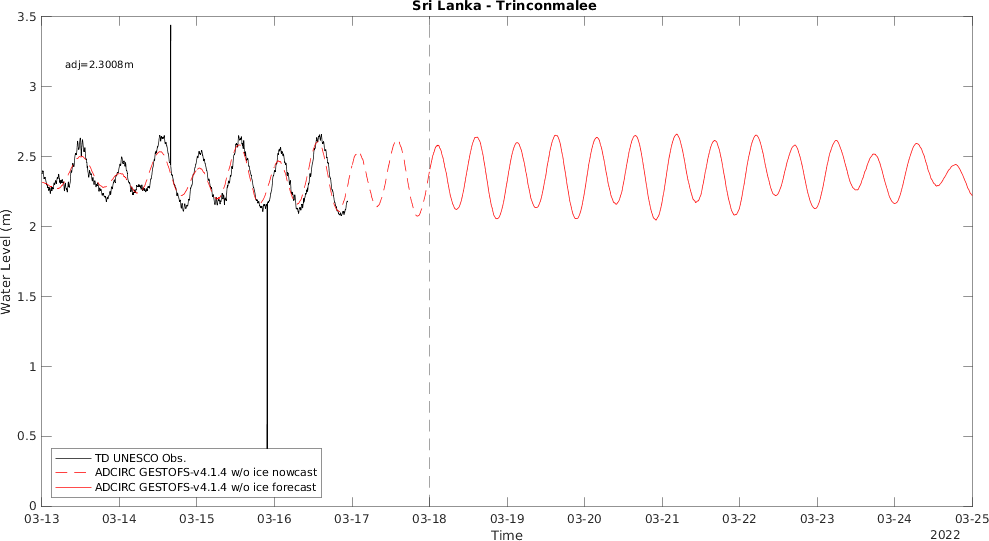 Sri Lanka - Trinconmalee
3.5
adj=2.3008m
3
2.5
2
1.5
1
0.5
0
Water Level (m)
TD UNESCO Obs.
ADCIRC GESTOFS-v4.1.4 w/o ice nowcast
ADCIRC GESTOFS-v4.1.4 w/o ice forecast
03-13 03-14 03-15 03-16 03-17 03-18 03-19 03-20 03-21 03-22 03-23 03-24 03-25
Time
2022